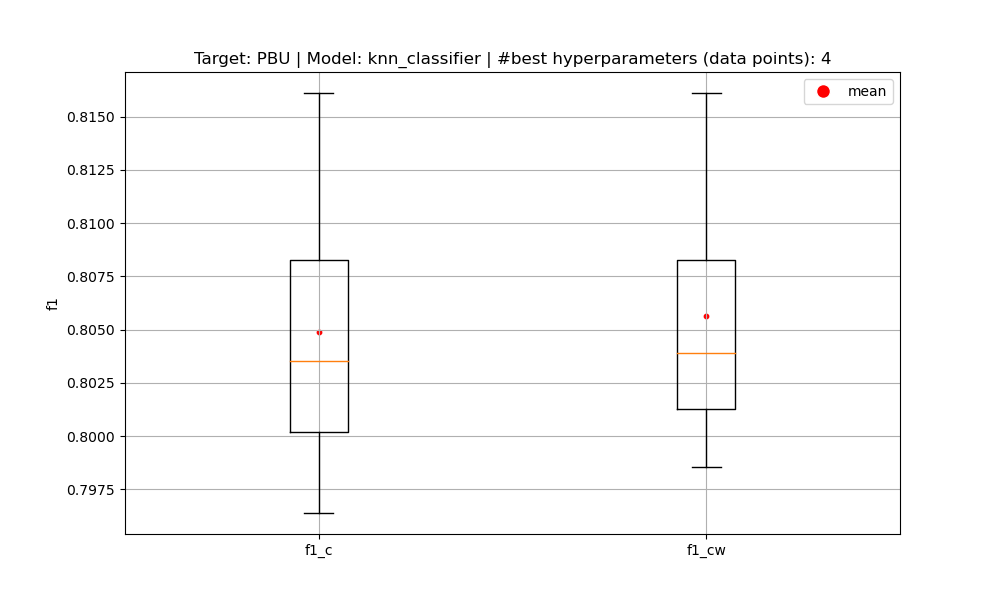 Target: PBU | Model: knn_classifier | #best hyperparameters (data points): 4
mean
0.8150
0.8125
0.8100
0.8075
0.8050
0.8025
0.8000
0.7975
f1
f1_c
f1_cw